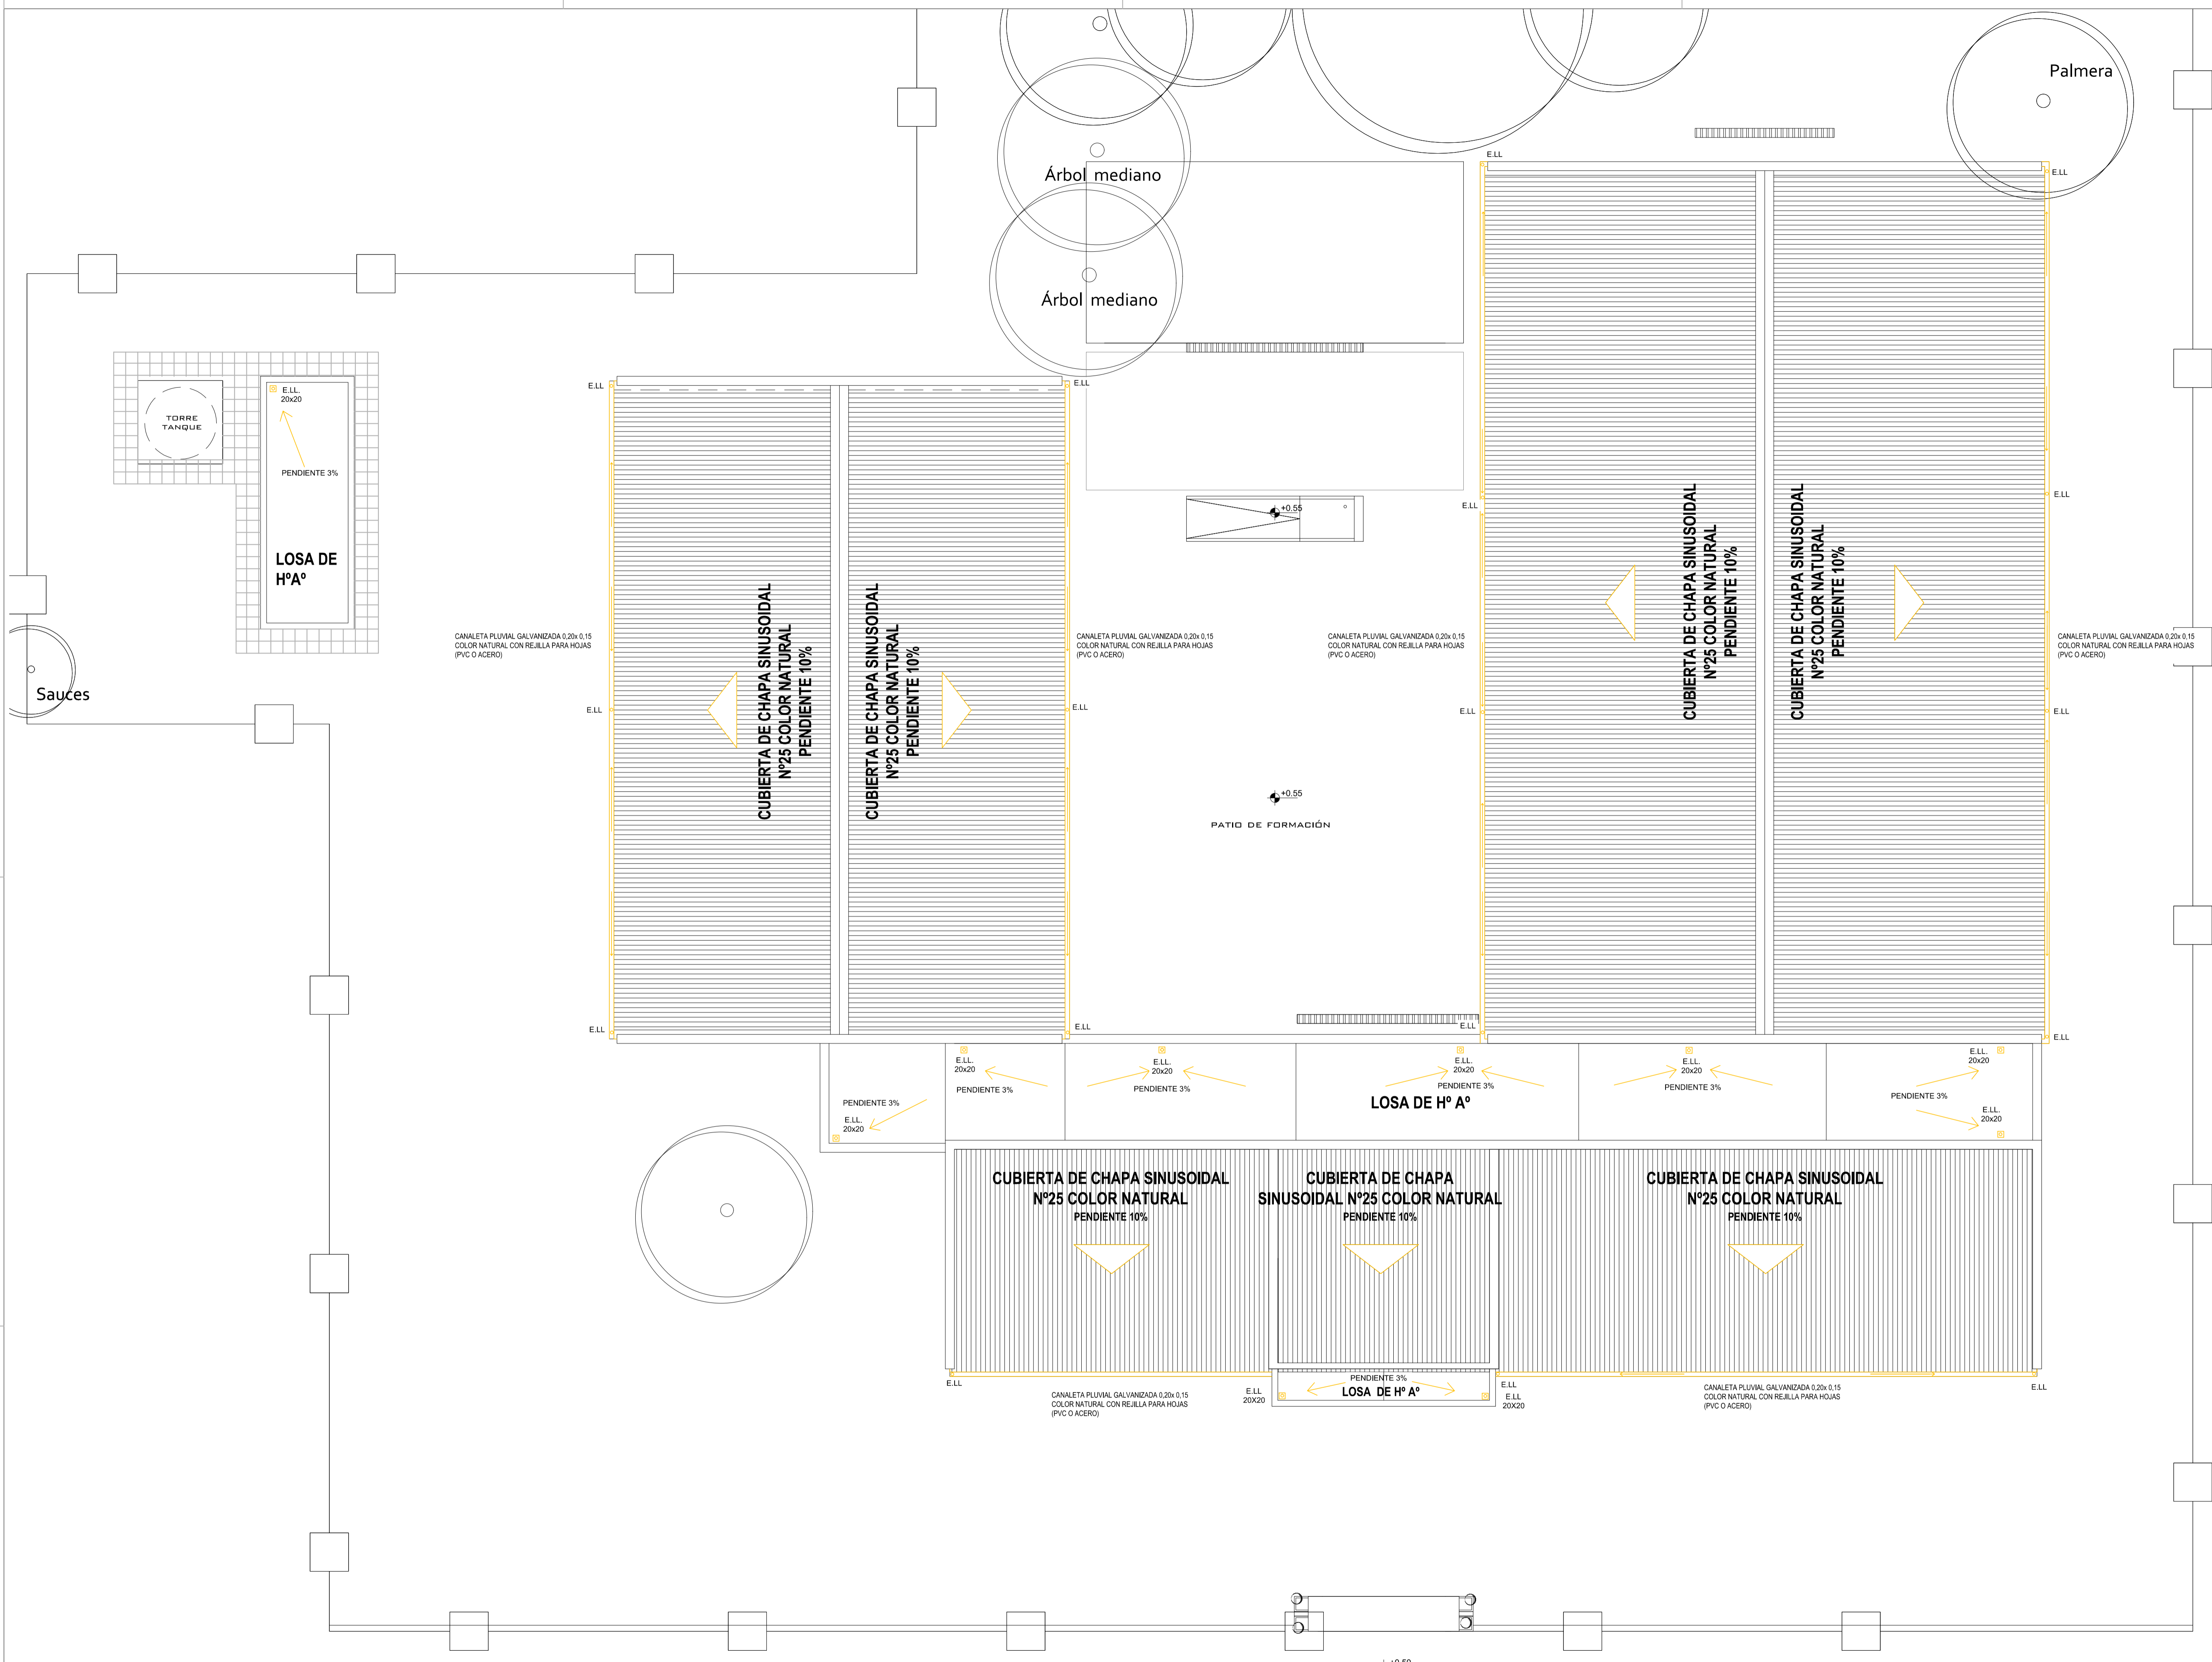 Palmera
E.LL
Árbol mediano
E.LL
Árbol mediano
E.LL
E.LL
E.LL.
20x20
TORRE
TANQUE
PENDIENTE 3%
E.LL
E.LL
+0.55
LOSA DE
HºAº
CUBIERTA DE CHAPA SINUSOIDAL
Nº25 COLOR NATURAL
PENDIENTE 10%
CUBIERTA DE CHAPA SINUSOIDAL
Nº25 COLOR NATURAL
PENDIENTE 10%
CUBIERTA DE CHAPA SINUSOIDAL
Nº25 COLOR NATURAL
PENDIENTE 10%
CUBIERTA DE CHAPA SINUSOIDAL
Nº25 COLOR NATURAL
PENDIENTE 10%
CANALETA PLUVIAL GALVANIZADA 0,20x 0,15
COLOR NATURAL CON REJILLA PARA HOJAS
(PVC O ACERO)
CANALETA PLUVIAL GALVANIZADA 0,20x 0,15
COLOR NATURAL CON REJILLA PARA HOJAS
(PVC O ACERO)
CANALETA PLUVIAL GALVANIZADA 0,20x 0,15
COLOR NATURAL CON REJILLA PARA HOJAS
(PVC O ACERO)
CANALETA PLUVIAL GALVANIZADA 0,20x 0,15
COLOR NATURAL CON REJILLA PARA HOJAS
(PVC O ACERO)
Sauces
E.LL
E.LL
E.LL
E.LL
+0.55
PATIO DE FORMACIÓN
E.LL
E.LL
E.LL
E.LL
E.LL.
20x20
PENDIENTE 3%
E.LL.
20x20
PENDIENTE 3%
E.LL.
20x20
PENDIENTE 3%
LOSA DE Hº Aº
E.LL.
20x20
PENDIENTE 3%
E.LL.
20x20
PENDIENTE 3%
E.LL.
20x20
PENDIENTE 3%
E.LL.
20x20
CUBIERTA DE CHAPA SINUSOIDAL
Nº25 COLOR NATURAL
PENDIENTE 10%
CUBIERTA DE CHAPA
SINUSOIDAL Nº25 COLOR NATURAL
PENDIENTE 10%
CUBIERTA DE CHAPA SINUSOIDAL
Nº25 COLOR NATURAL
PENDIENTE 10%
E.LL
CANALETA PLUVIAL GALVANIZADA 0,20x 0,15
COLOR NATURAL CON REJILLA PARA HOJAS
(PVC O ACERO)
E.LL
20X20
PENDIENTE 3%
LOSA DE Hº Aº
E.LL
E.LL
20X20
CANALETA PLUVIAL GALVANIZADA 0,20x 0,15
COLOR NATURAL CON REJILLA PARA HOJAS
(PVC O ACERO)
E.LL